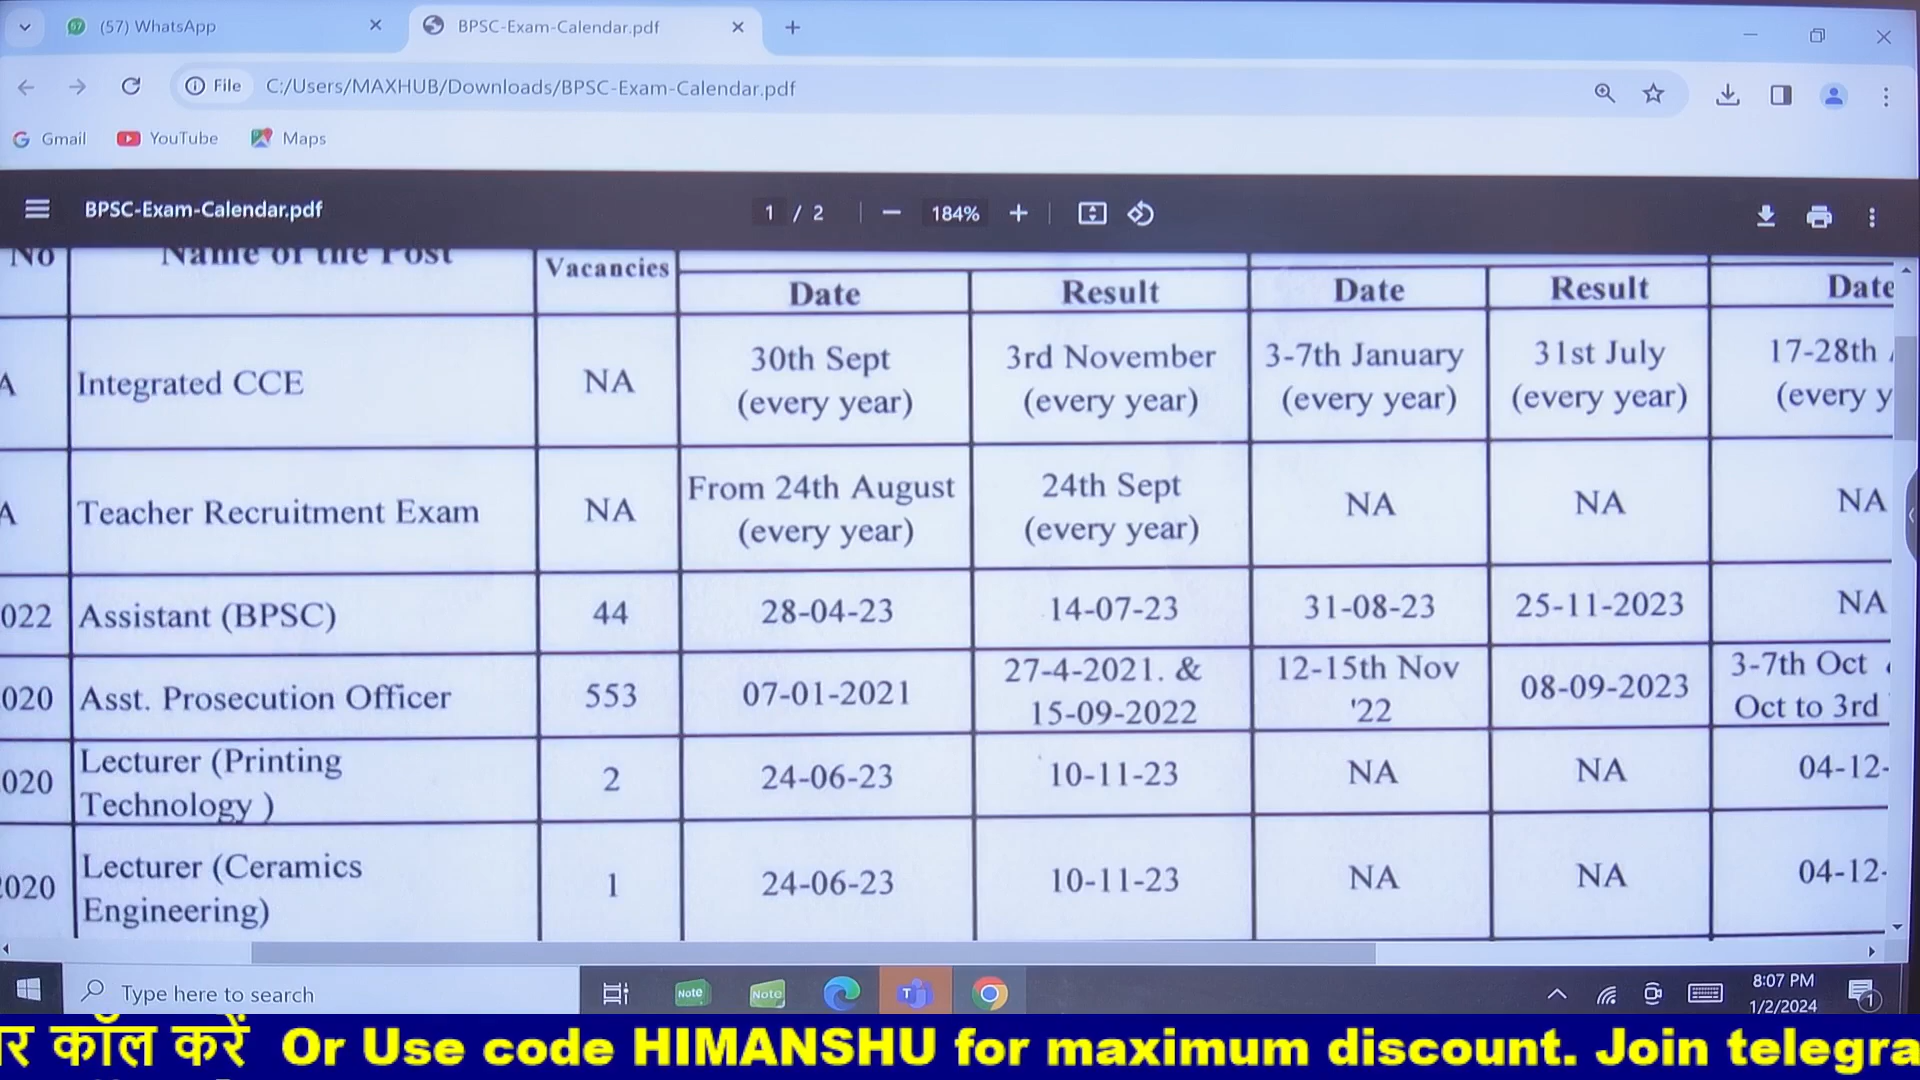 (57) WhatsApp
BPSC-Exam-Calendar.pdf
File C:/Users/MAXHUB/Downloads/BPSC-Exam-Calendar.pdf
Gmail YouTube Maps
BPSC-Exam-Calendar.pdf 1 / 2 184%
No Name of the Post Vacancies
Date Result Date Result Date
A Integrated CCE NA 30th Sept (every year) 3rd November (every year) 3-7th January (every year) 31st July (every year) 17-28th (every y
A Teacher Recruitment Exam NA From 24th August (every year) 24th Sept (every year) NA NA NA
022 Assistant (BPSC) 44 28-04-23 14-07-23 31-08-23 25-11-2023 NA
020 Asst. Prosecution Officer 553 07-01-2021 27-4-2021. & 15-09-2022 12-15th Nov '22 08-09-2023 3-7th Oct Oct to 3rd
020 Lecturer (Printing Technology ) 2 24-06-23 10-11-23 NA NA 04-12-
020 Lecturer (Ceramics Engineering) 1 24-06-23 10-11-23 NA NA 04-12-
Type here to search
Note Note
8:07 PM
1/2/2024
1
र कॉल करें Or Use code HIMANSHU for maximum discount. Join telegra